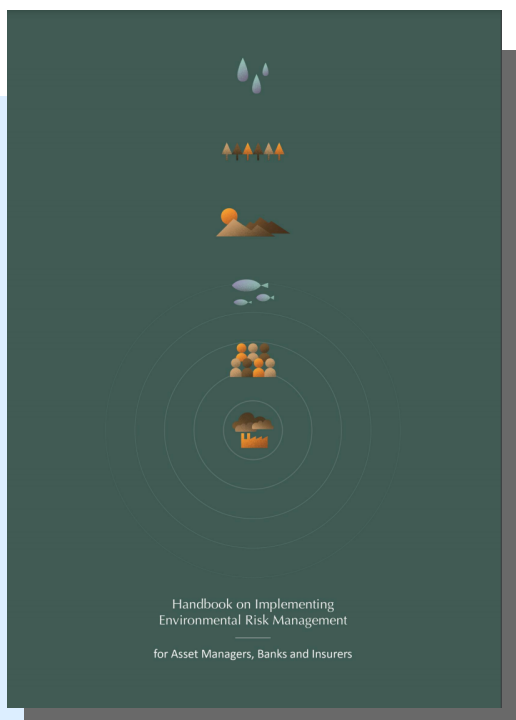 Handbook on Implementing
Environmental Risk Management
for Asset Managers, Banks and Insurers